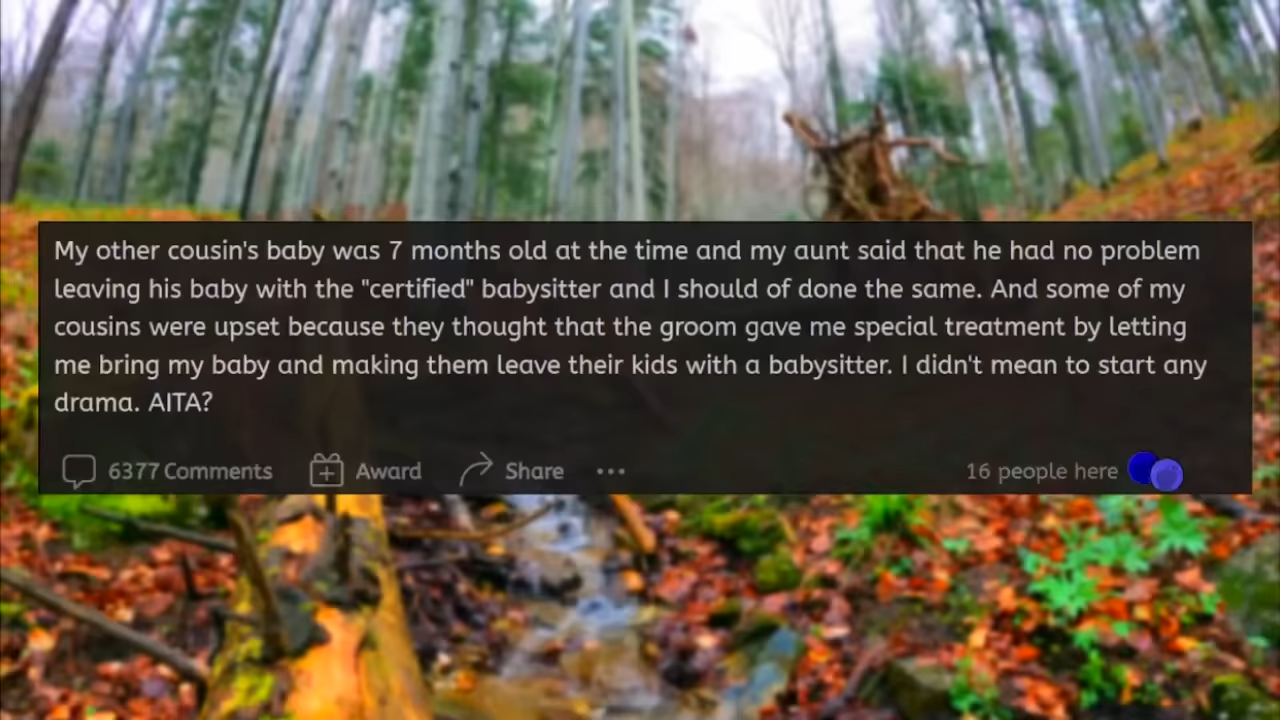 My other cousin's baby was 7 months old at the time and my aunt said that he had no problem
leaving his baby with the "certified" babysitter and I should of done the same. And some of my
cousins were upset because they thought that the groom gave me special treatment by letting
me bring my baby and making them leave their kids with a babysitter. I didn't mean to start any
drama. AITA?
6377 Comments Award Share 16 people here